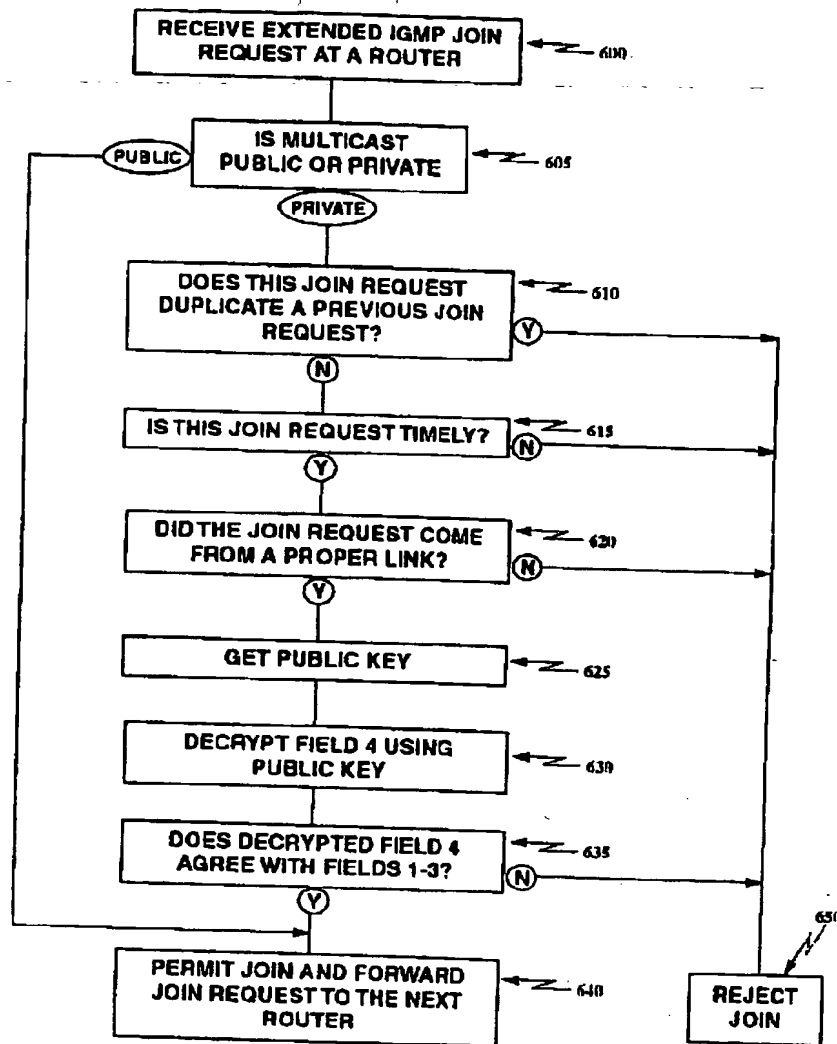 RECEIVE EXTENDED IGMP JOIN
REQUEST AT A ROUTER
600
IS MULTICAST
PUBLIC OR PRIVATE
605
PUBLIC
PRIVATE
DOES THIS JOIN REQUEST
DUPLICATE A PREVIOUS JOIN
REQUEST?
610
Y
N
IS THIS JOIN REQUEST TIMELY?
615
N
Y
DID THE JOIN REQUEST COME
FROM A PROPER LINK?
620
N
Y
GET PUBLIC KEY
625
DECRYPT FIELD 4 USING
PUBLIC KEY
630
DOES DECRYPTED FIELD 4
AGREE WITH FIELDS 1-3?
635
N
Y
PERMIT JOIN AND FORWARD
JOIN REQUEST TO THE NEXT
ROUTER
640
REJECT
JOIN